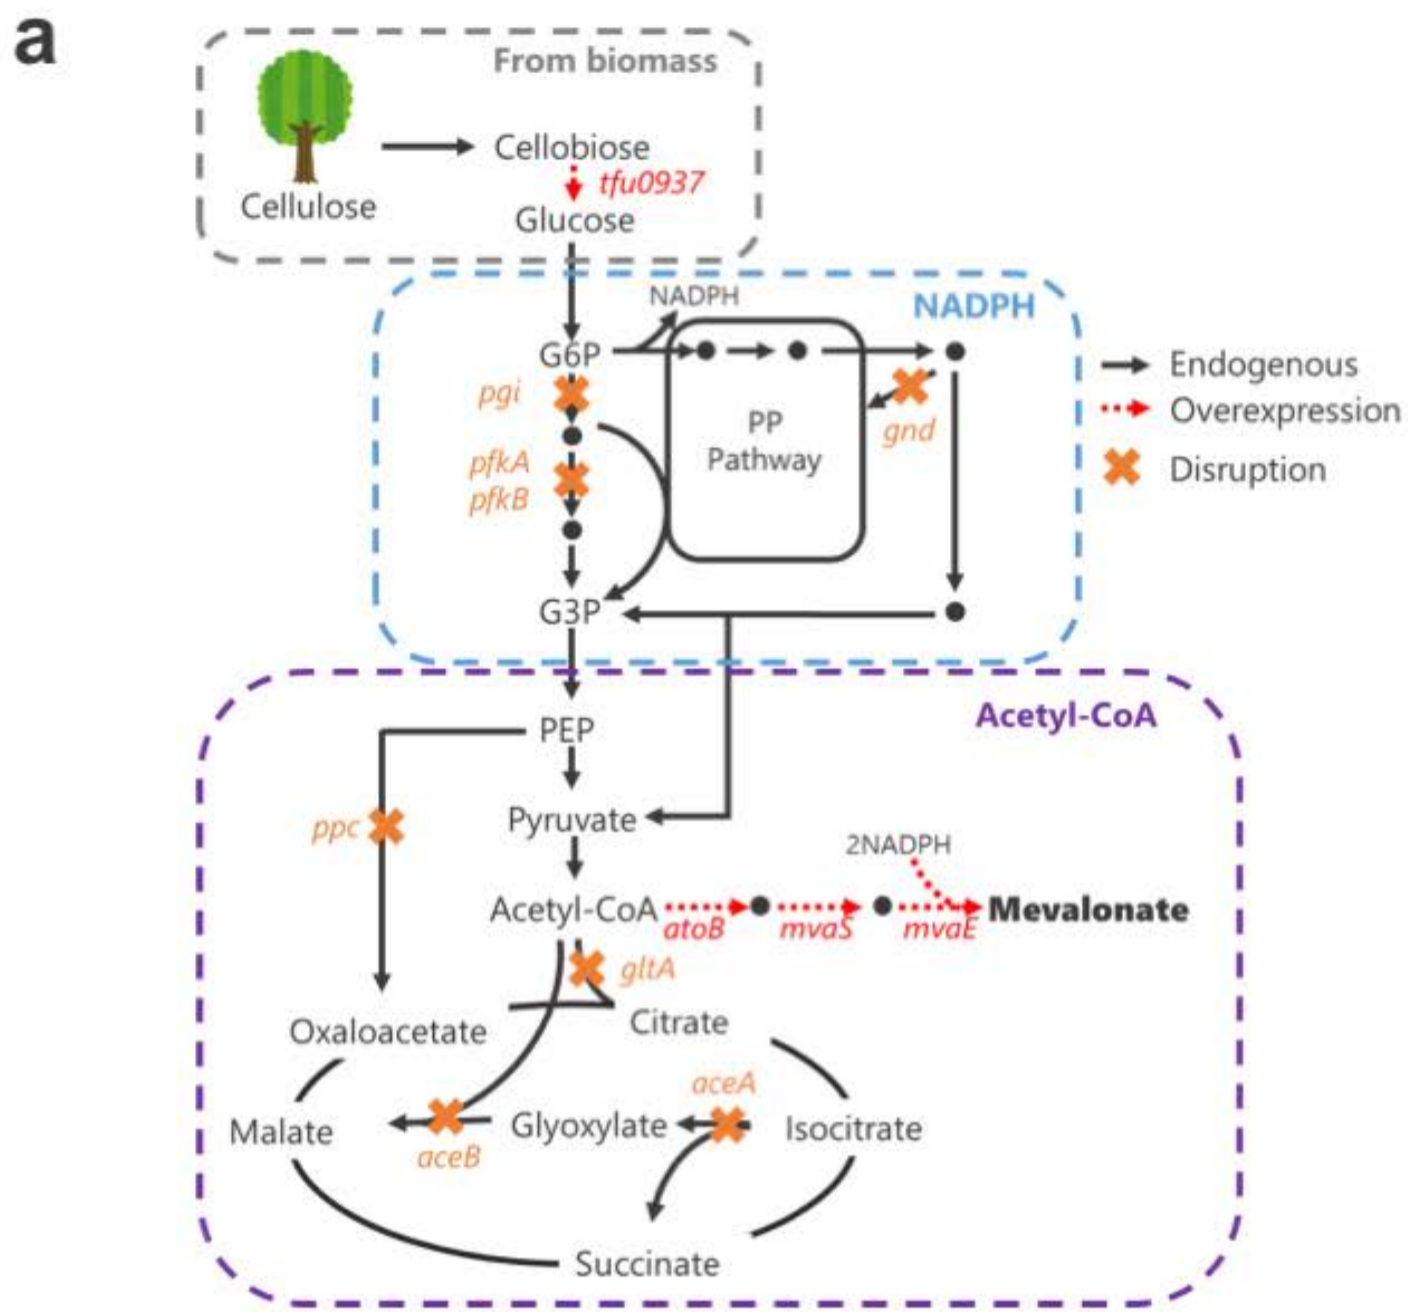 a
From biomass
Cellobiose
tfu0937
Cellulose
Glucose
NADPH
NADPH
G6P
Endogenous
pgi
Overexpression
PP
Pathway
gnd
pfkA
Disruption
pfkB
G3P
Acetyl-CoA
PEP
Pyruvate
ppc
2NADPH
Acetyl-CoA
Mevalonate
atoB
mvaS
mvaE
gltA
Oxaloacetate
Citrate
aceA
Malate
Glyoxylate
Isocitrate
aceB
Succinate